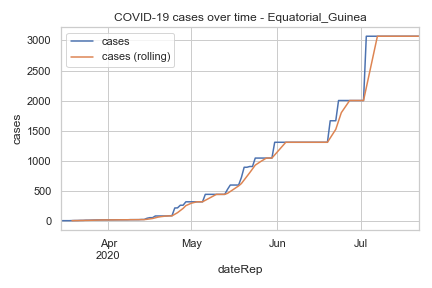 COVID-19 cases over time - Equatorial_Guinea
cases
cases (rolling)
cases
3000
2500
2000
1500
1000
500
0
Apr
2020
May
Jun
Jul
dateRep